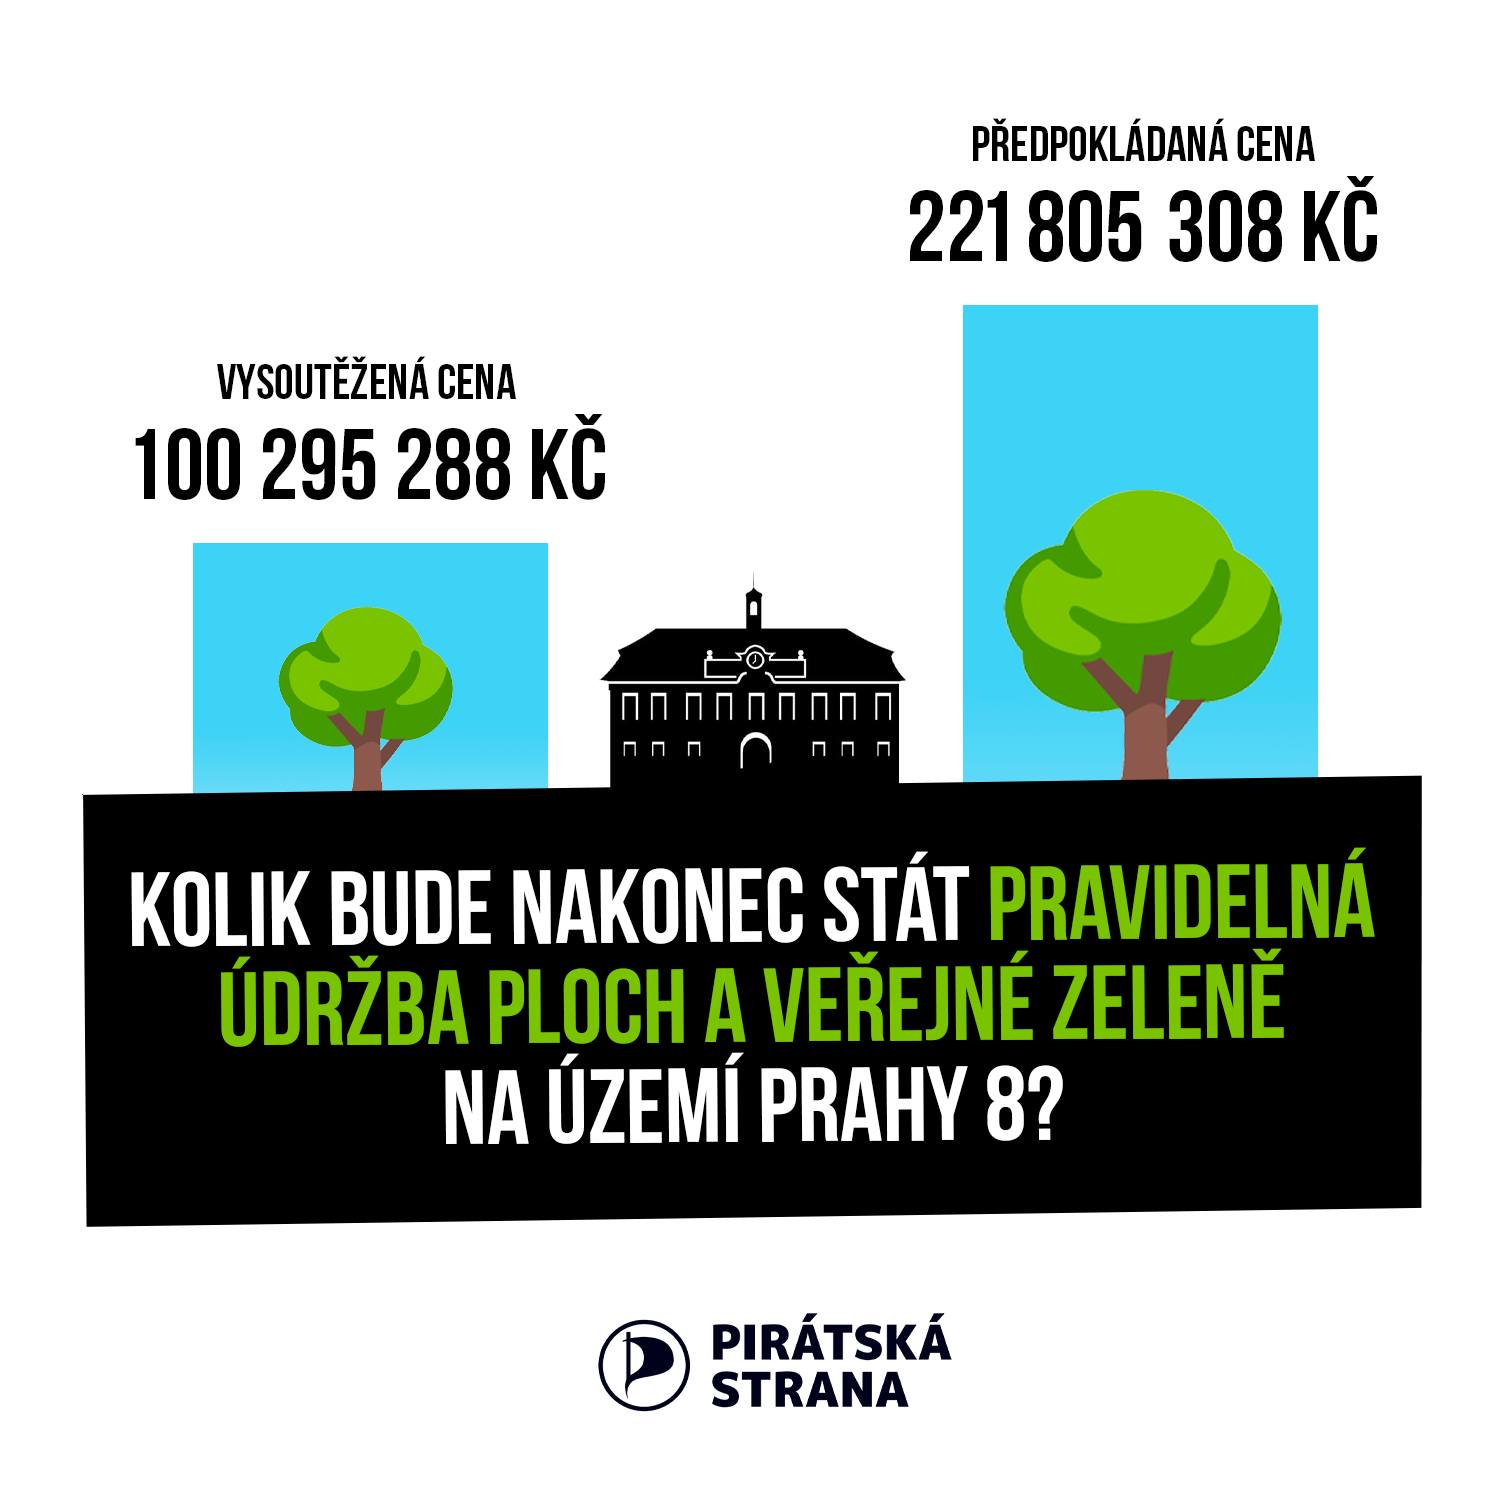 PŘEDPOKLÁDANÁ CENA
221 805 308 KČ
VYSOUTĚŽENÁ CENA
100 295 288 KČ
KOLIK BUDE NAKONEC STÁT PRAVIDELNÁ
ÚDRŽBA PLOCH A VEŘEJNÉ ZELENĚ
NA ÚZEMÍ PRAHY 8?
PIRÁTSKÁ
STRANA